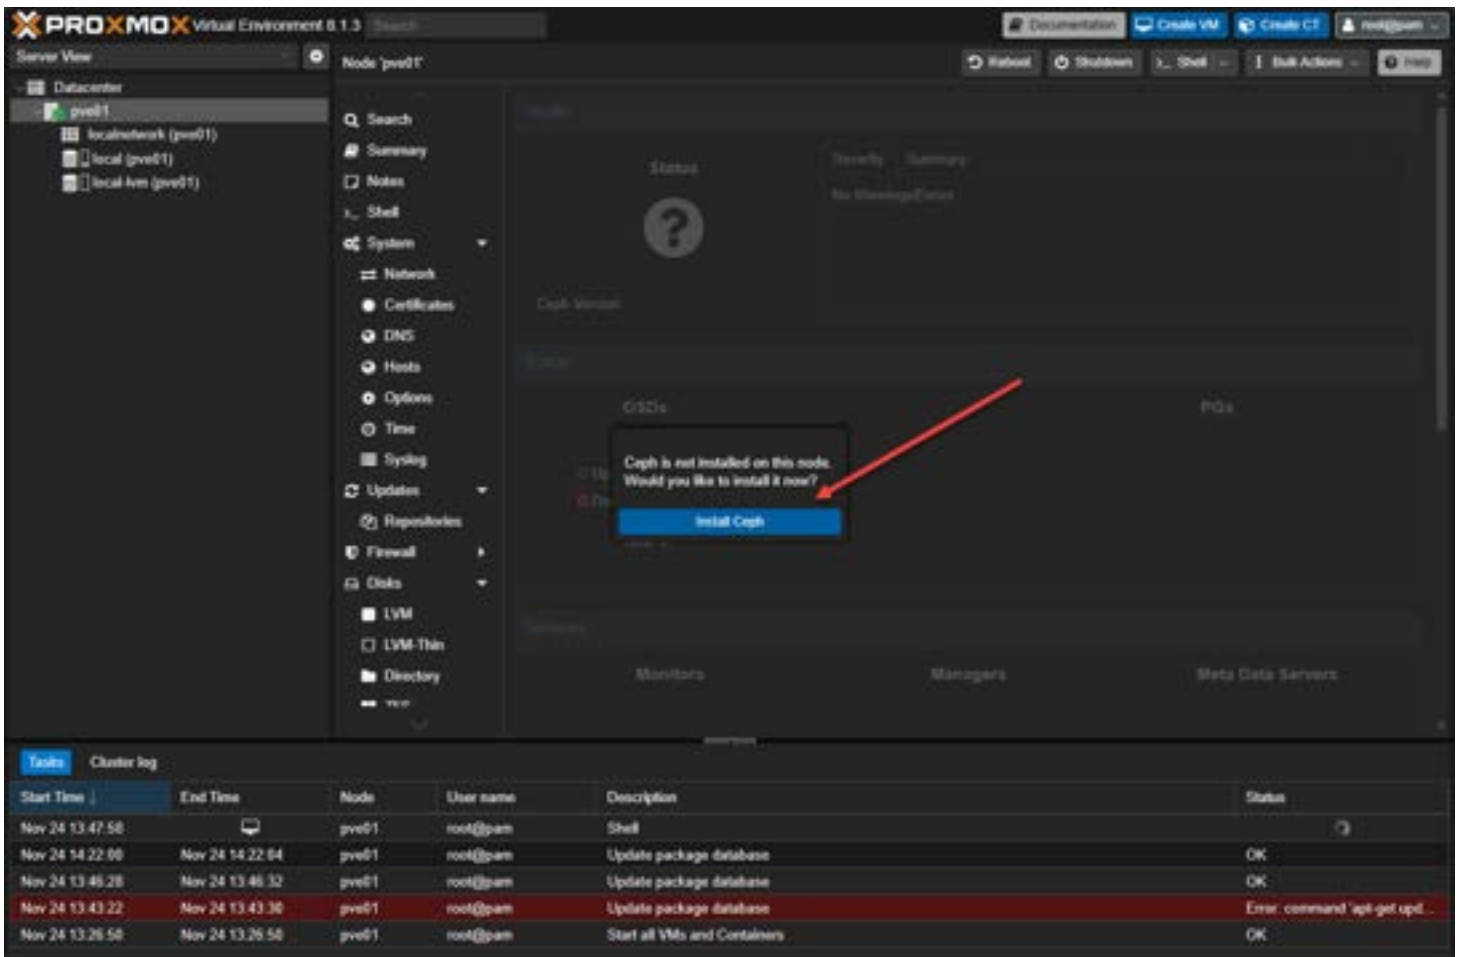 PROXMOX Virtual Environment 8.1.3 Search
Documentation Create VM Create CT root@pam
Server View
Node 'pve01'
Reboot Shutdown Shell Bulk Actions Help
Datacenter
pve01
localnetwork (pve01)
local (pve01)
local-lvm (pve01)
Search
Summary
Notes
Shell
System
Network
Certificates
DNS
Hosts
Options
Time
Syslog
Updates
Repositories
Firewall
Disks
LVM
LVM-Thin
Directory
ZFS
Health
Status
Severity Summary
No Warnings/Errors
Ceph Version
Status
OSDs
PGs
Ceph is not installed on this node.
Would you like to install it now?
Install Ceph
Services
Monitors Managers Meta Data Servers
Tasks Cluster log
Start Time ↓ End Time Node User name Description Status
Nov 24 13:47:58 pve01 root@pam Shell
Nov 24 14:22:00 Nov 24 14:22:04 pve01 root@pam Update package database OK
Nov 24 13:46:28 Nov 24 13:46:32 pve01 root@pam Update package database OK
Nov 24 13:43:22 Nov 24 13:43:30 pve01 root@pam Update package database Error: command 'apt-get upd...
Nov 24 13:26:50 Nov 24 13:26:50 pve01 root@pam Start all VMs and Containers OK